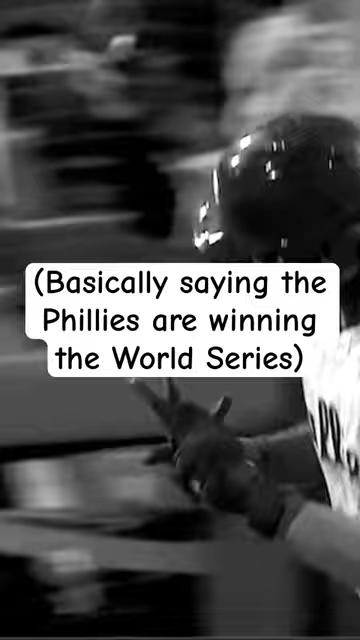 (Basically saying the
Phillies are winning
the World Series)